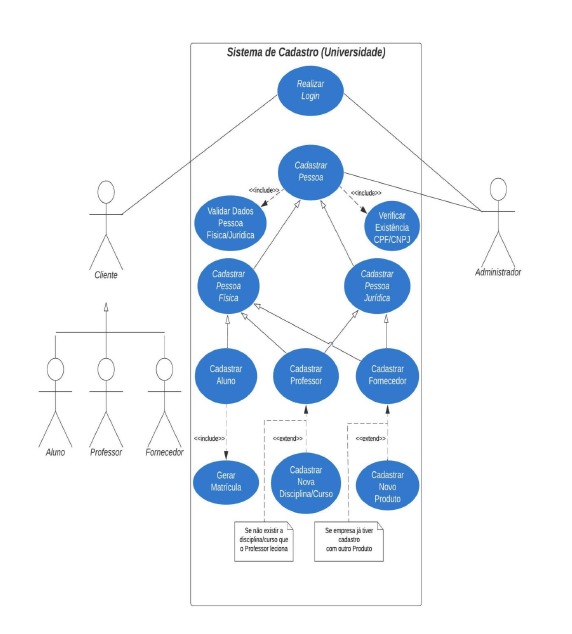 Sistema de Cadastro (Universidade)
Realizar
Login
Cadastrar
Pessoa
<<include>>
<<include>>
Validar Dados
Pessoa
Física/Jurídica
Verificar
Existência
CPF/CNPJ
Cliente
Administrador
Cadastrar
Pessoa
Física
Cadastrar
Pessoa
Jurídica
Cadastrar
Aluno
Cadastrar
Professor
Cadastrar
Fornecedor
Aluno
Professor
Fornecedor
<<include>>
<<extend>>
<<extend>>
Gerar
Matrícula
Cadastrar
Nova
Disciplina/Curso
Cadastrar
Novo
Produto
Se não existir a
disciplina/curso que
o Professor leciona
Se empresa já tiver
cadastro
com outro Produto